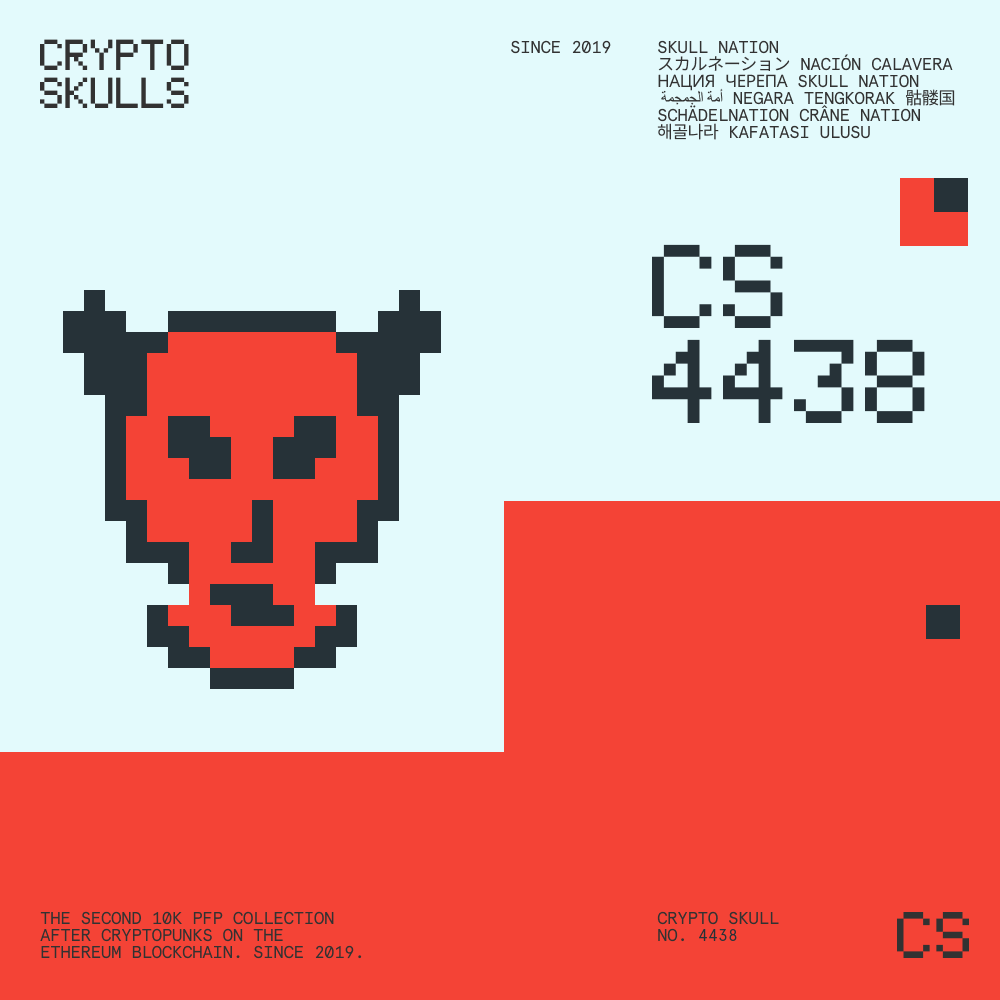 CRYPTO
SKULLS
SINCE 2019
SKULL NATION
スカルネーション NACIÓN CALAVERA
НАЦИЯ ЧЕРЕПА SKULL NATION
أمة الجمجمة NEGARA TENGKORAK 骷髅国
SCHÄDELNATION CRÂNE NATION
해골나라 KAFATASI ULUSU
CS
4438
THE SECOND 10K PFP COLLECTION
AFTER CRYPTOPUNKS ON THE
ETHEREUM BLOCKCHAIN. SINCE 2019.
CRYPTO SKULL
NO. 4438
CS